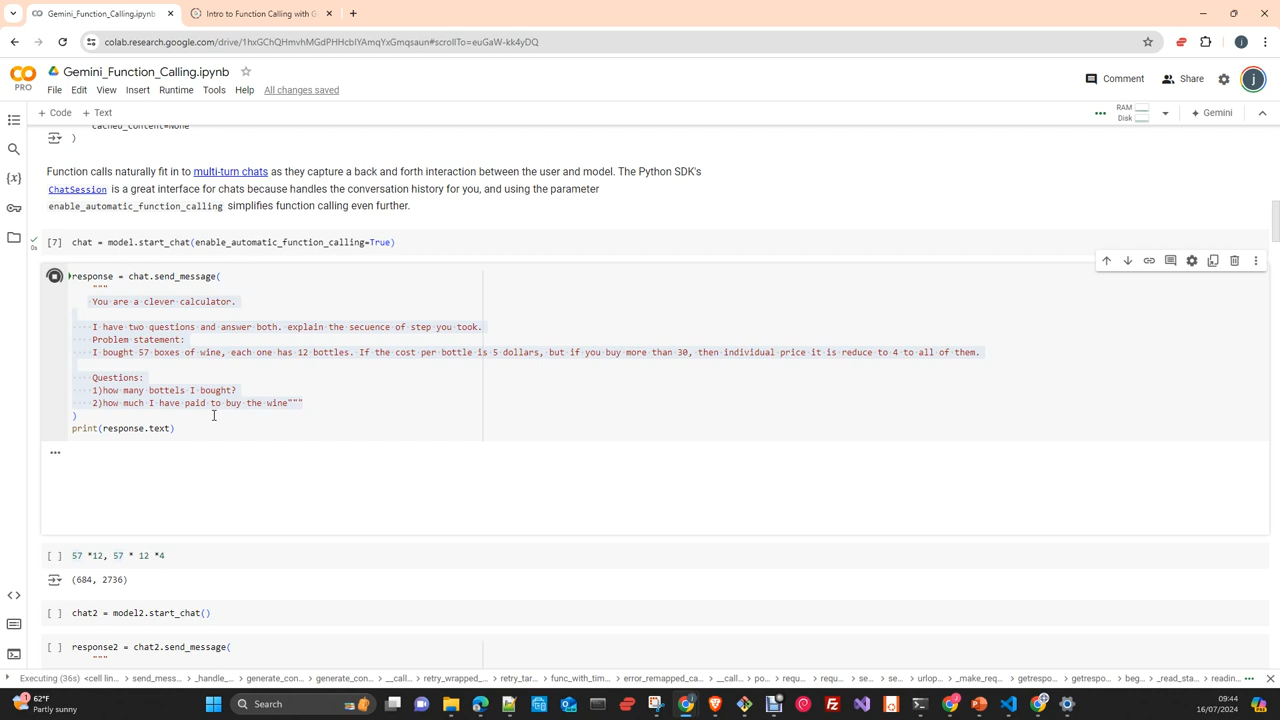 Gemini_Function_Calling.ipynb
Intro to Function Calling with G
colab.research.google.com/drive/1hxGChQHmvhMGdPHHcbIYAmqYxGmqsaun#scrollTo=euGaW-kk4yDQ
CO
PRO
Gemini_Function_Calling.ipynb
File Edit View Insert Runtime Tools Help All changes saved
Comment
Share
j
+ Code + Text
RAM
Disk
Gemini
cached_content=None
)
Function calls naturally fit in to multi-turn chats as they capture a back and forth interaction between the user and model. The Python SDK's
ChatSession is a great interface for chats because handles the conversation history for you, and using the parameter
enable_automatic_function_calling simplifies function calling even further.
[7] chat = model.start_chat(enable_automatic_function_calling=True)
0s
response = chat.send_message(
"""
You are a clever calculator.
I have two questions and answer both. explain the secuence of step you took.
Problem statement:
I bought 57 boxes of wine, each one has 12 bottles. If the cost per bottle is 5 dollars, but if you buy more than 30, then individual price it is reduce to 4 to all of them.
Questions:
1)how many bottels I bought?
2)how much I have paid to buy the wine"""
)
print(response.text)
...
[ ] 57 *12, 57 * 12 *4
(684, 2736)
[ ] chat2 = model2.start_chat()
[ ] response2 = chat2.send_message(
"""
Executing (36s) <cell lin... send_mess... _handle_... generate_con... generate_con... __call... retry_wrapped_... retry_tar... func_with_tim... error_remapped_ca... __call... po... requ... requ... se... se... urlop... _make_req... getrespo... getrespo... beg... _read_sta... readin...
62°F
Partly sunny
Search
09:44
16/07/2024